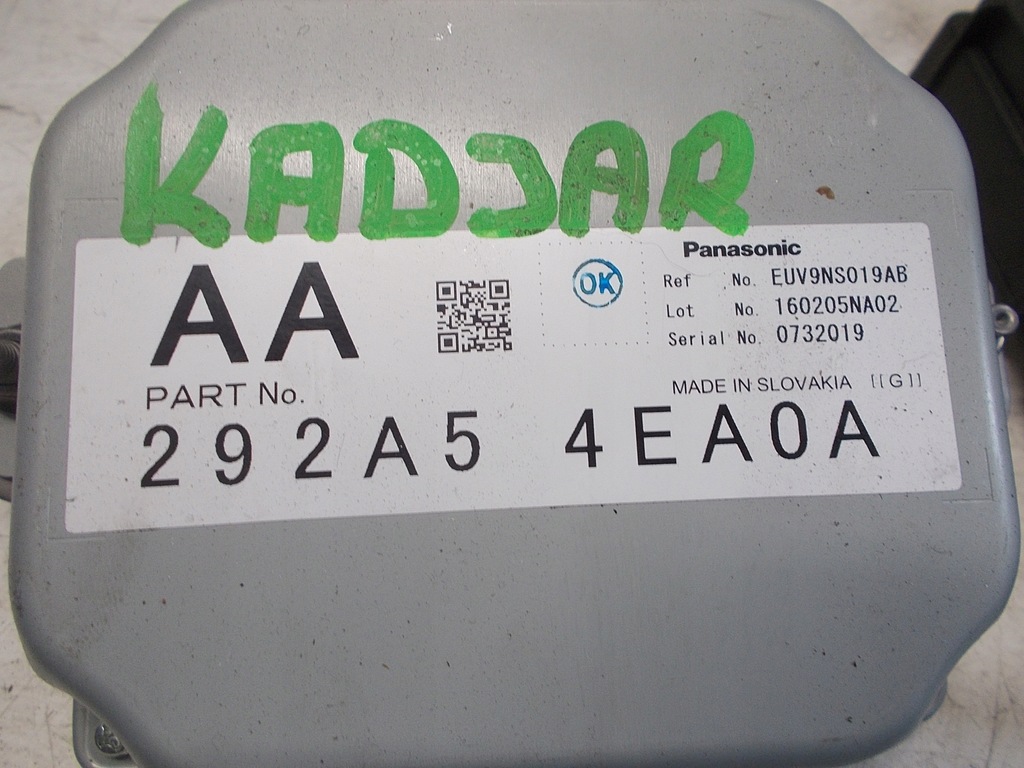 KADJAR
AA
OK
Panasonic
Ref No. EUV9NS019AB
Lot No. 160205NA02
Serial No. 0732019
MADE IN SLOVAKIA [[G]]
PART No.
292A5 4EA0A